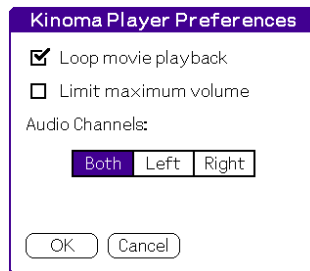 Kinoma Player Preferences
Loop movie playback
Limit maximum volume
Audio Channels:
Both Left Right
OK Cancel